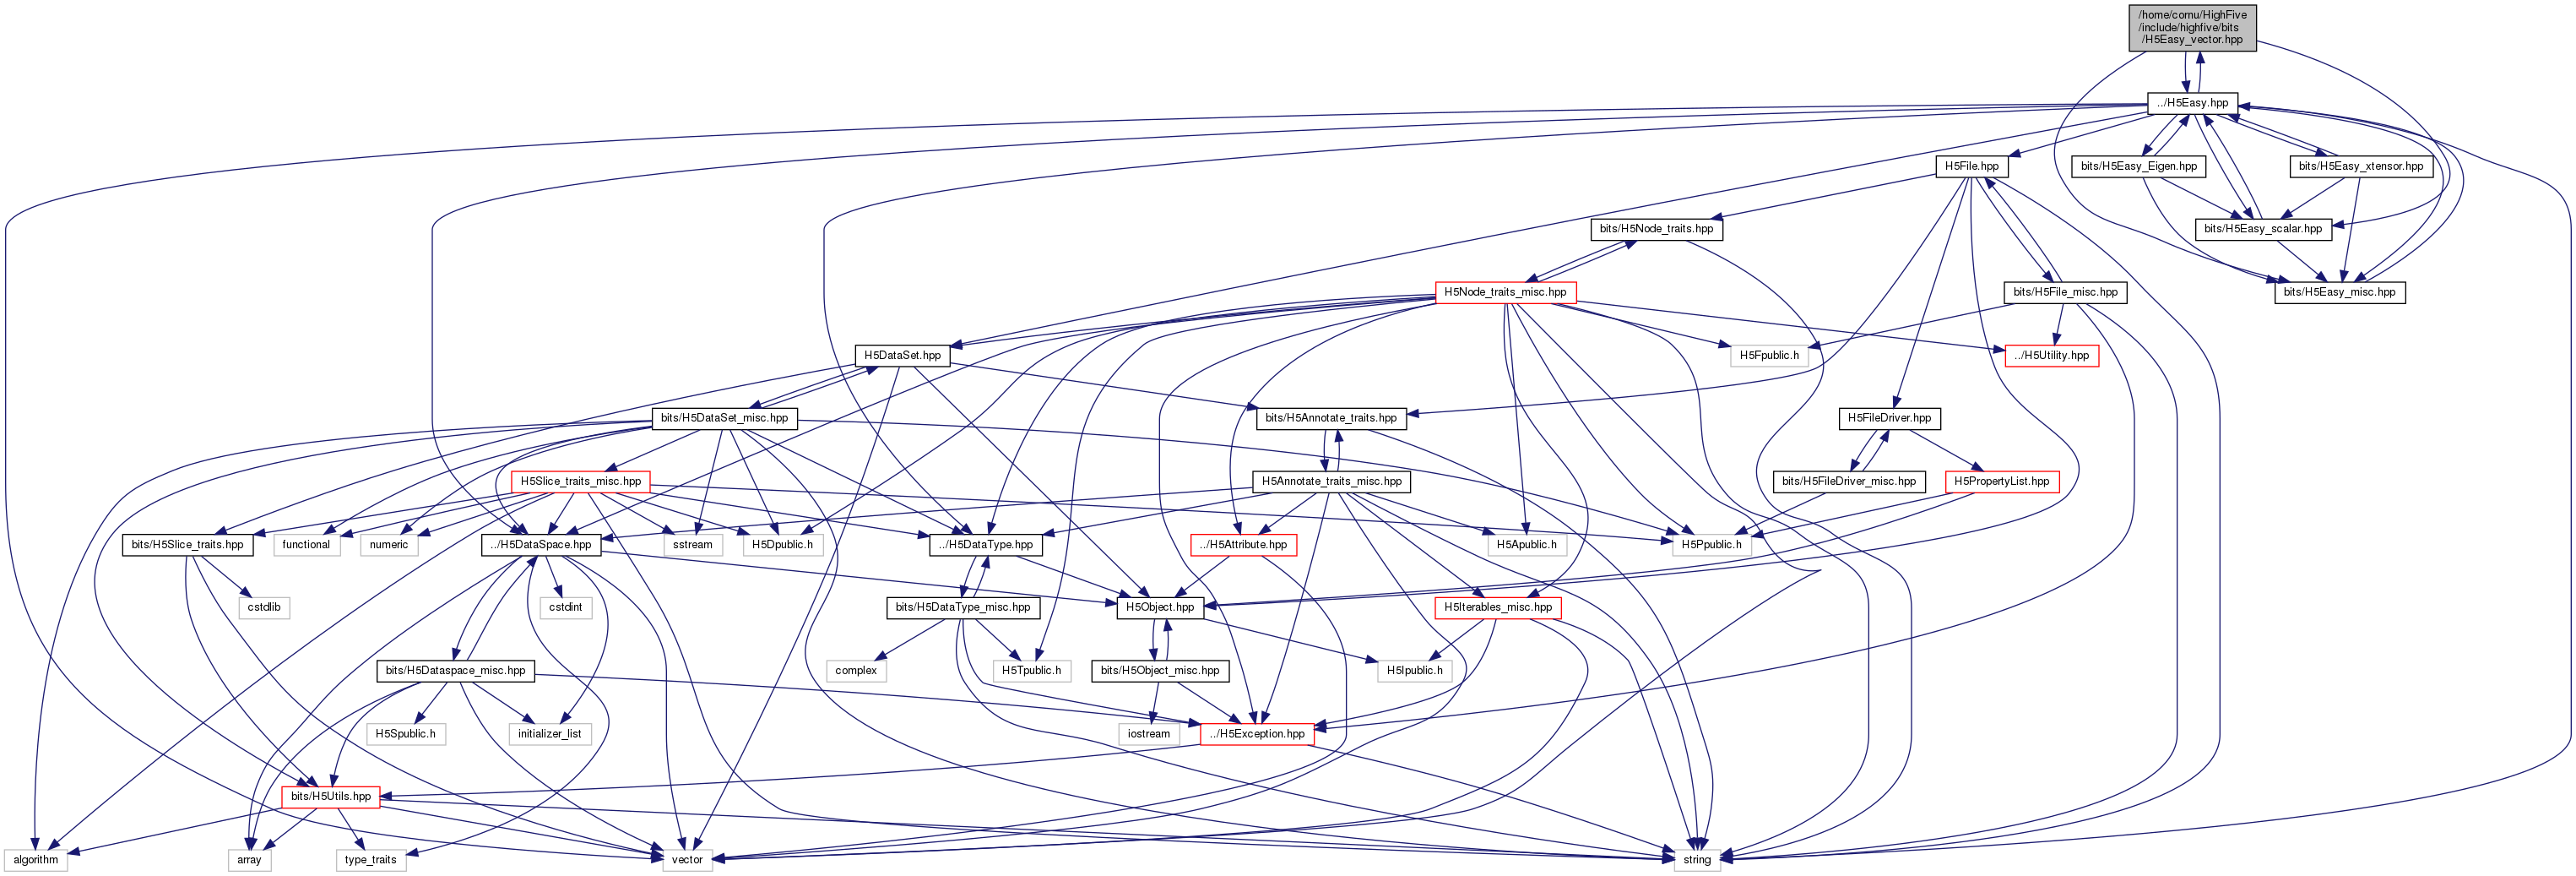 /home/cornu/HighFive
/include/highfive/bits
/H5Easy_vector.hpp
../H5Easy.hpp
H5File.hpp
bits/H5Easy_Eigen.hpp
bits/H5Easy_xtensor.hpp
bits/H5Node_traits.hpp
bits/H5Easy_scalar.hpp
H5Node_traits_misc.hpp
bits/H5File_misc.hpp
bits/H5Easy_misc.hpp
H5DataSet.hpp
H5Fpublic.h
../H5Utility.hpp
bits/H5DataSet_misc.hpp
bits/H5Annotate_traits.hpp
H5FileDriver.hpp
H5Slice_traits_misc.hpp
H5Annotate_traits_misc.hpp
bits/H5FileDriver_misc.hpp
H5PropertyList.hpp
bits/H5Slice_traits.hpp
functional
numeric
../H5DataSpace.hpp
sstream
H5Dpublic.h
../H5DataType.hpp
../H5Attribute.hpp
H5Apublic.h
H5Ppublic.h
cstdlib
cstdint
bits/H5DataType_misc.hpp
H5Object.hpp
H5Iterables_misc.hpp
bits/H5Dataspace_misc.hpp
complex
H5Tpublic.h
bits/H5Object_misc.hpp
H5Ipublic.h
H5Spublic.h
initializer_list
iostream
../H5Exception.hpp
bits/H5Utils.hpp
algorithm
array
type_traits
vector
string